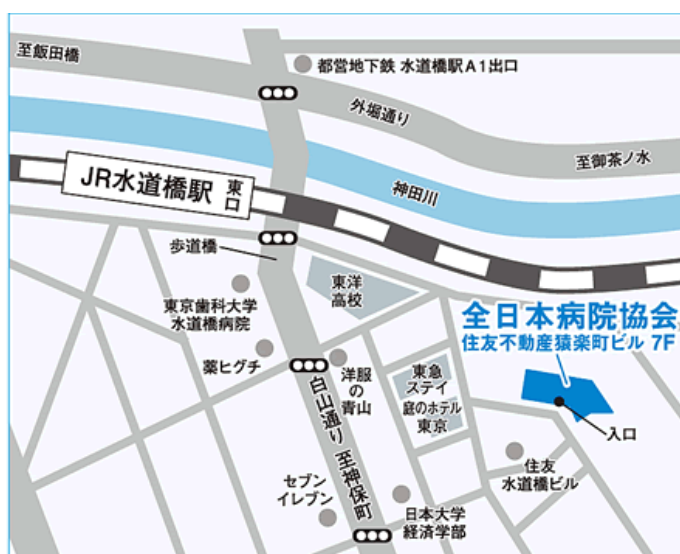 至飯田橋
都営地下鉄 水道橋駅A1出口
外堀通り
至御茶ノ水
JR水道橋駅
東口
神田川
歩道橋
東洋
高校
東京歯科大学
水道橋病院
全日本病院協会
住友不動産猿楽町ビル 7F
薬ヒグチ
洋服の青山
東急
ステイ
庭のホテル
東京
入口
白山通り 至神保町
住友
水道橋ビル
セブン
イレブン
日本大学
経済学部